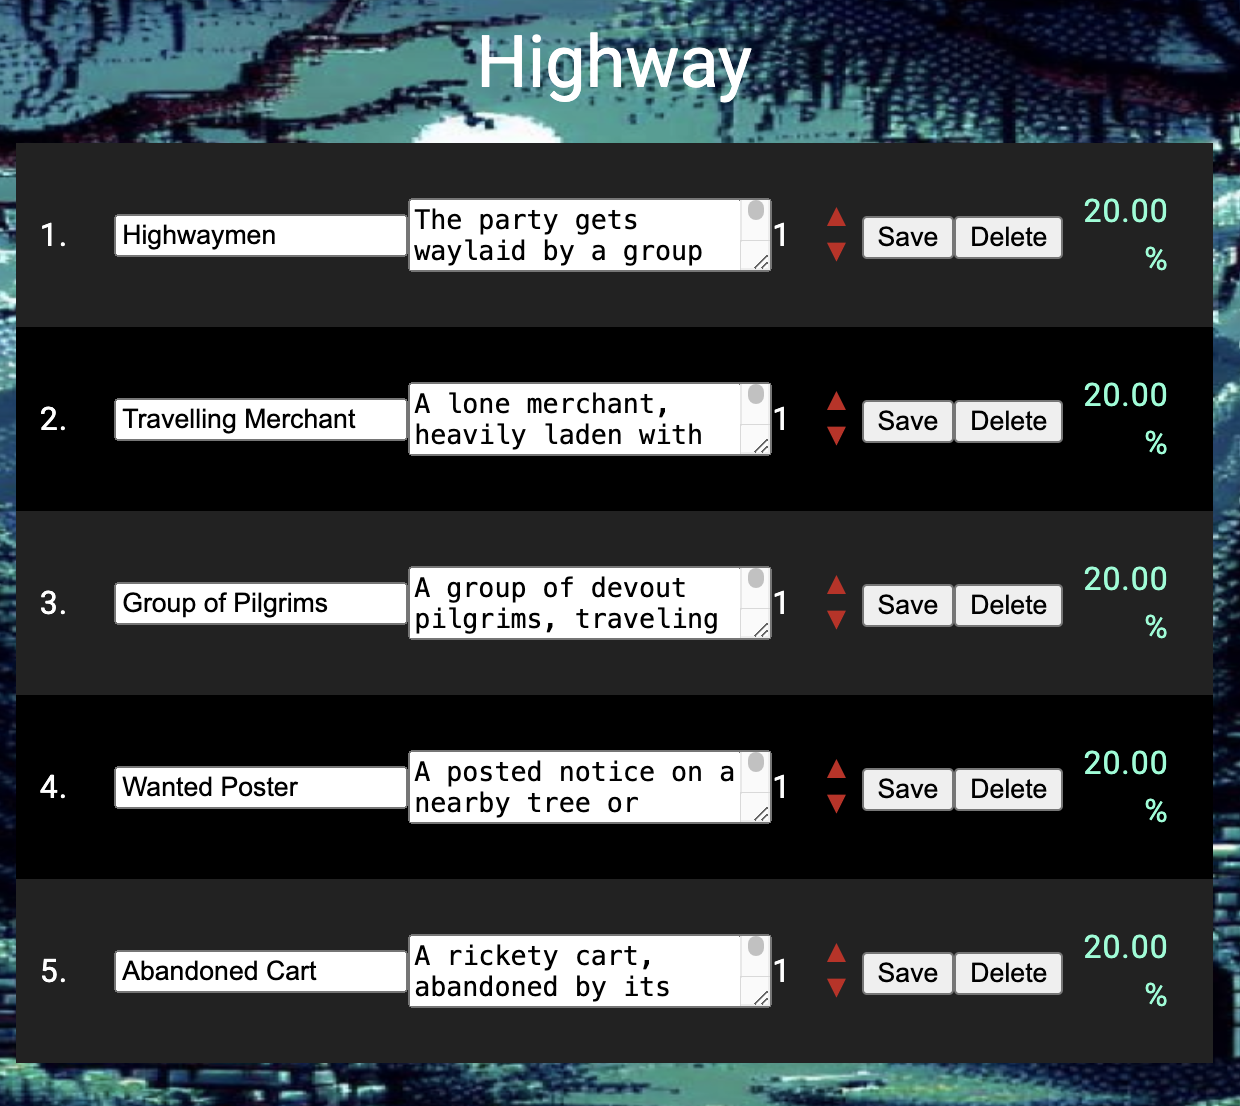 Highway
1.
Highwaymen
The party gets
waylaid by a group
1
▲
▼
Save
Delete
20.00
%
2.
Travelling Merchant
A lone merchant,
heavily laden with
1
▲
▼
Save
Delete
20.00
%
3.
Group of Pilgrims
A group of devout
pilgrims, traveling
1
▲
▼
Save
Delete
20.00
%
4.
Wanted Poster
A posted notice on a
nearby tree or
1
▲
▼
Save
Delete
20.00
%
5.
Abandoned Cart
A rickety cart,
abandoned by its
1
▲
▼
Save
Delete
20.00
%